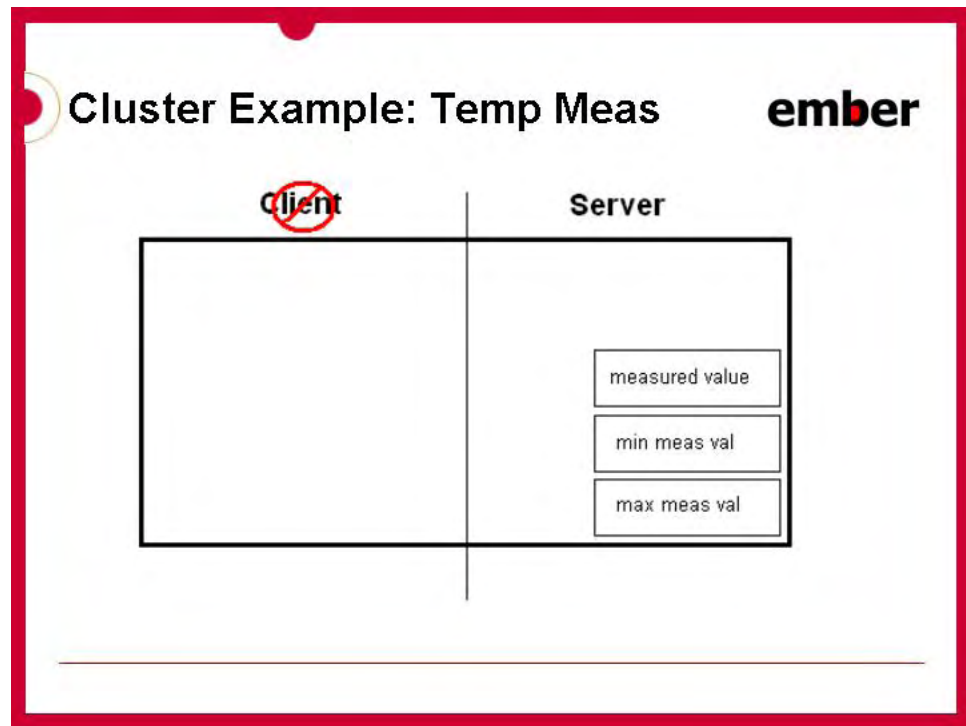 Cluster Example: Temp Meas
ember
Client
Server
measured value
min meas val
max meas val